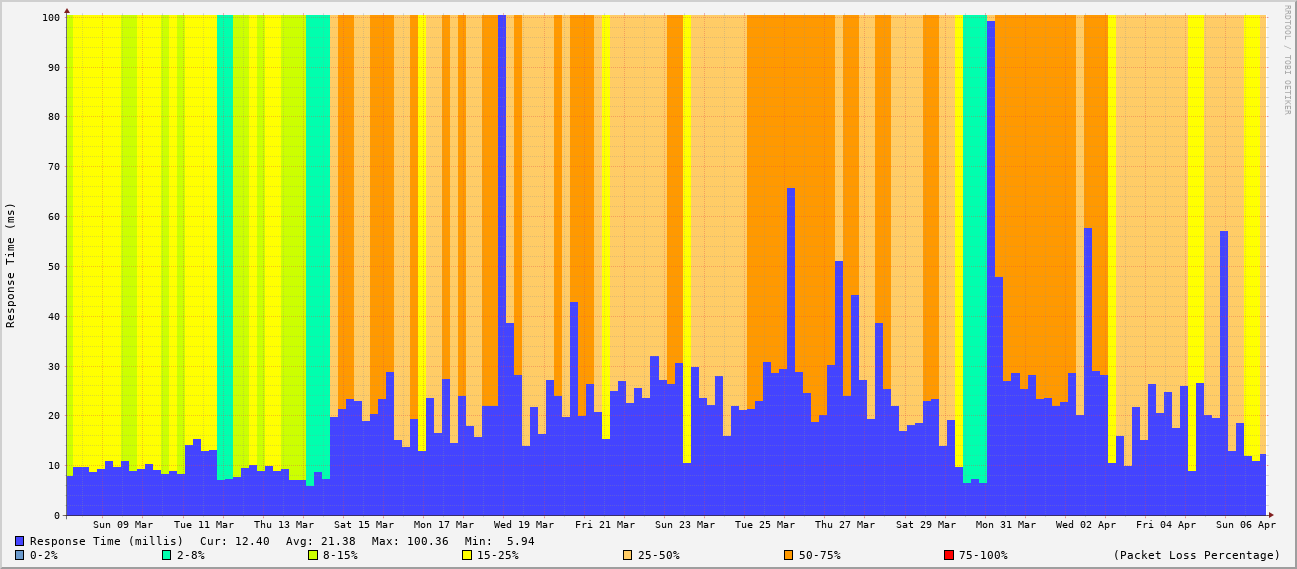 RRDTOOL / TOBI OETIKER
Response Time (ms)
100
90
80
70
60
50
40
30
20
10
0
Sun 09 Mar Tue 11 Mar Thu 13 Mar Sat 15 Mar Mon 17 Mar Wed 19 Mar Fri 21 Mar Sun 23 Mar Tue 25 Mar Thu 27 Mar Sat 29 Mar Mon 31 Mar Wed 02 Apr Fri 04 Apr Sun 06 Apr
Response Time (millis) Cur: 12.40 Avg: 21.38 Max: 100.36 Min: 5.94
0-2% 2-8% 8-15% 15-25% 25-50% 50-75% 75-100% (Packet Loss Percentage)